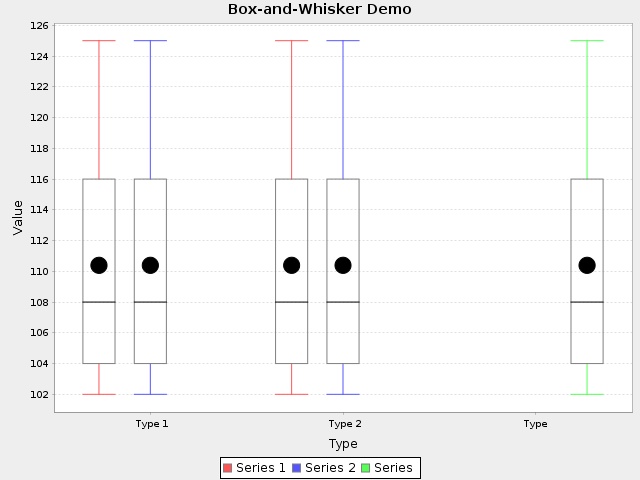 Box-and-Whisker Demo
126
124
122
120
118
116
114
112
110
108
106
104
102
Value
Type 1 Type 2 Type
Type
Series 1 Series 2 Series